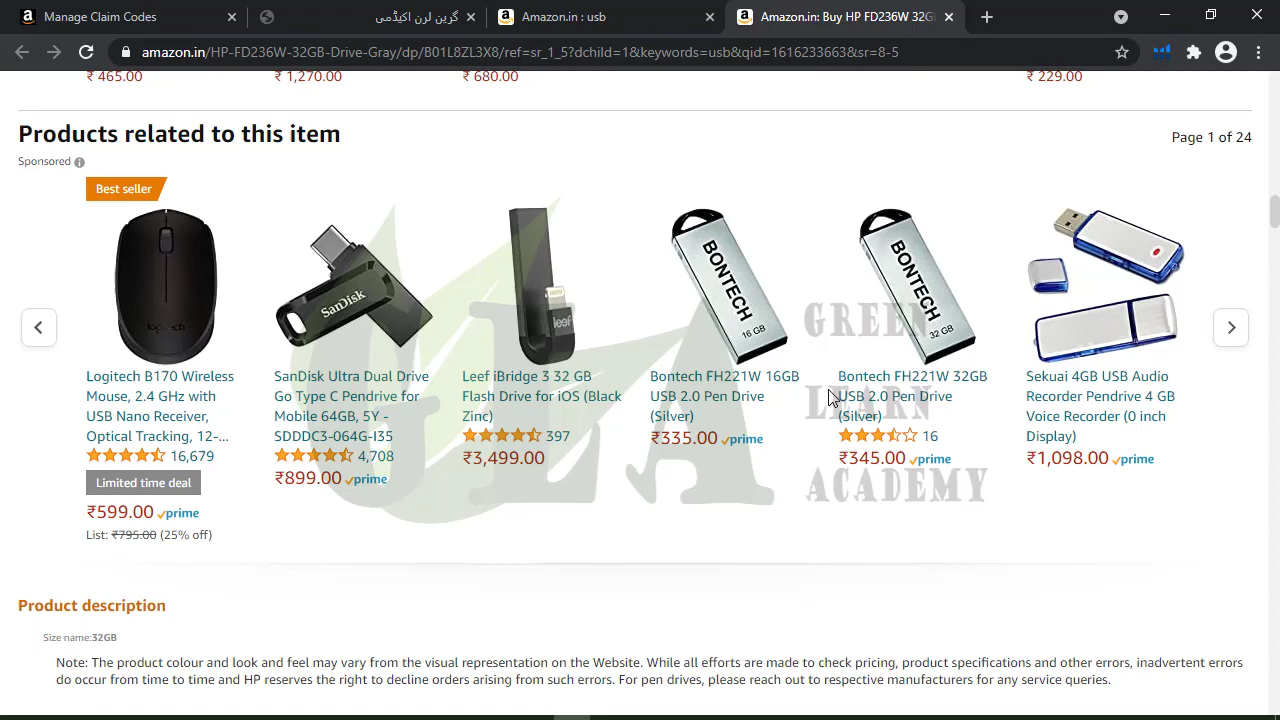 Manage Claim Codes
گرین لرن اکیڈمی
Amazon.in : usb
Amazon.in: Buy HP FD236W 32G
amazon.in/HP-FD236W-32GB-Drive-Gray/dp/B01L8ZL3X8/ref=sr_1_5?dchild=1&keywords=usb&qid=1616233663&sr=8-5
₹ 465.00
₹ 1,270.00
₹ 680.00
₹ 229.00
Products related to this item
Page 1 of 24
Sponsored
Best seller
logitech
SanDisk
leef
BONTECH
16 GB
BONTECH
32 GB
Logitech B170 Wireless
Mouse, 2.4 GHz with
USB Nano Receiver,
Optical Tracking, 12-...
16,679
Limited time deal
₹599.00 prime
List: ₹795.00 (25% off)
SanDisk Ultra Dual Drive
Go Type C Pendrive for
Mobile 64GB, 5Y -
SDDDC3-064G-I35
4,708
₹899.00 prime
Leef iBridge 3 32 GB
Flash Drive for iOS (Black
Zinc)
397
₹3,499.00
Bontech FH221W 16GB
USB 2.0 Pen Drive
(Silver)
₹335.00 prime
Bontech FH221W 32GB
USB 2.0 Pen Drive
(Silver)
16
₹345.00 prime
Sekuai 4GB USB Audio
Recorder Pendrive 4 GB
Voice Recorder (0 inch
Display)
₹1,098.00 prime
GLA
GREEN
LEARN
ACADEMY
Product description
Size name:32GB
Note: The product colour and look and feel may vary from the visual representation on the Website. While all efforts are made to check pricing, product specifications and other errors, inadvertent errors
do occur from time to time and HP reserves the right to decline orders arising from such errors. For pen drives, please reach out to respective manufacturers for any service queries.